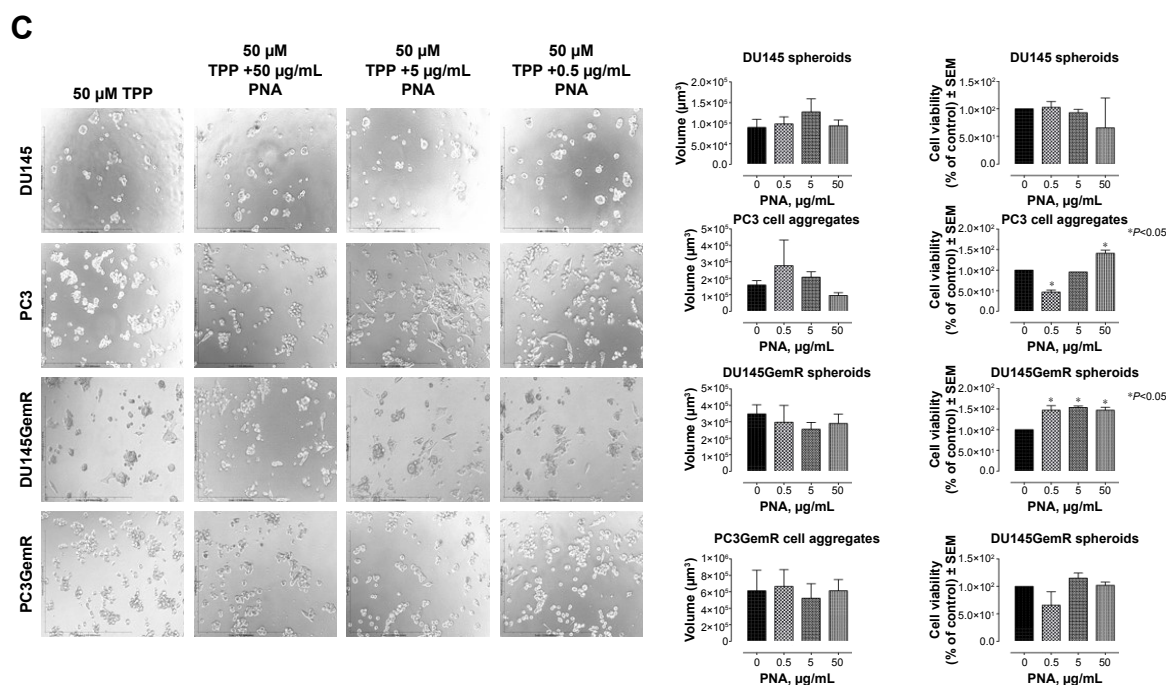 C
50 µM TPP
50 µM
TPP +50 µg/mL
PNA
50 µM
TPP +5 µg/mL
PNA
50 µM
TPP +0.5 µg/mL
PNA
DU145
PC3
DU145GemR
PC3GemR
DU145 spheroids
Volume (µm³)
2.0×10⁵
1.5×10⁵
1.0×10⁵
5.0×10⁴
0.0
0 0.5 5 50
PNA, µg/mL
DU145 spheroids
Cell viability
(% of control) ± SEM
1.5×10²
1.0×10²
5.0×10¹
0.0
0 0.5 5 50
PNA, µg/mL
PC3 cell aggregates
Volume (µm³)
5×10⁵
4×10⁵
3×10⁵
2×10⁵
1×10⁵
0
0 0.5 5 50
PNA, µg/mL
PC3 cell aggregates
*P<0.05
Cell viability
(% of control) ± SEM
2.0×10²
1.5×10²
1.0×10²
5.0×10¹
0.0
* *
0 0.5 5 50
PNA, µg/mL
DU145GemR spheroids
Volume (µm³)
5×10⁵
4×10⁵
3×10⁵
2×10⁵
1×10⁵
0
0 0.5 5 50
PNA, µg/mL
DU145GemR spheroids
*P<0.05
Cell viability
(% of control) ± SEM
2.0×10²
1.5×10²
1.0×10²
5.0×10¹
0.0
* * *
0 0.5 5 50
PNA, µg/mL
PC3GemR cell aggregates
Volume (µm³)
1×10⁶
8×10⁵
6×10⁵
4×10⁵
2×10⁵
0
0 0.5 5 50
PNA, µg/mL
DU145GemR spheroids
Cell viability
(% of control) ± SEM
1.5×10²
1.0×10²
5.0×10¹
0.0
0 0.5 5 50
PNA, µg/mL